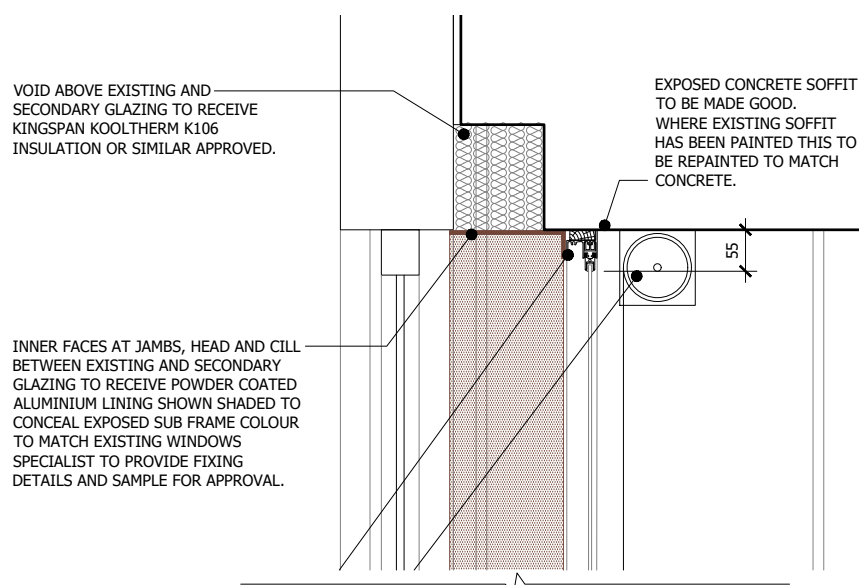 VOID ABOVE EXISTING AND
SECONDARY GLAZING TO RECEIVE
KINGSPAN KOOLTHERM K106
INSULATION OR SIMILAR APPROVED.
EXPOSED CONCRETE SOFFIT
TO BE MADE GOOD.
WHERE EXISTING SOFFIT
HAS BEEN PAINTED THIS TO
BE REPAINTED TO MATCH
CONCRETE.
55
INNER FACES AT JAMBS, HEAD AND CILL
BETWEEN EXISTING AND SECONDARY
GLAZING TO RECEIVE POWDER COATED
ALUMINIUM LINING SHOWN SHADED TO
CONCEAL EXPOSED SUB FRAME COLOUR
TO MATCH EXISTING WINDOWS
SPECIALIST TO PROVIDE FIXING
DETAILS AND SAMPLE FOR APPROVAL.